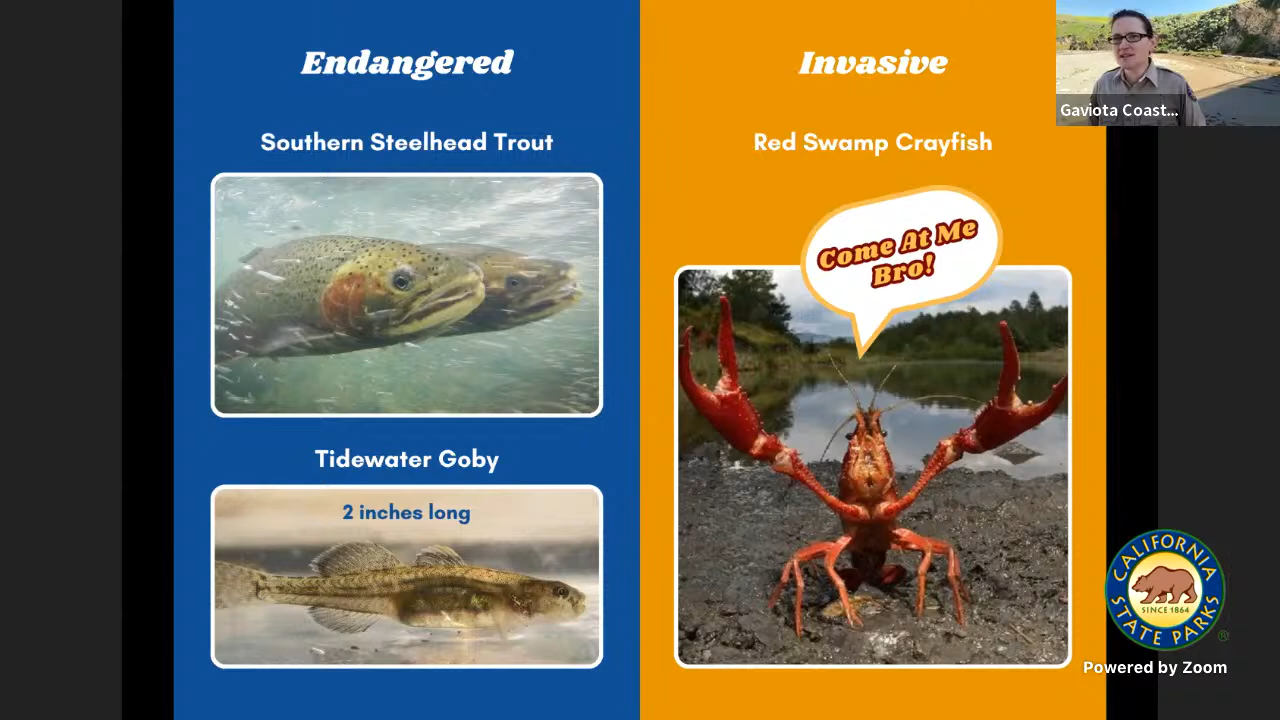 Endangered
Southern Steelhead Trout
Tidewater Goby
2 inches long
Invasive
Red Swamp Crayfish
Come At Me
Bro!
Gaviota Coast...
CALIFORNIA
SINCE 1864
STATE PARKS
®
Powered by Zoom